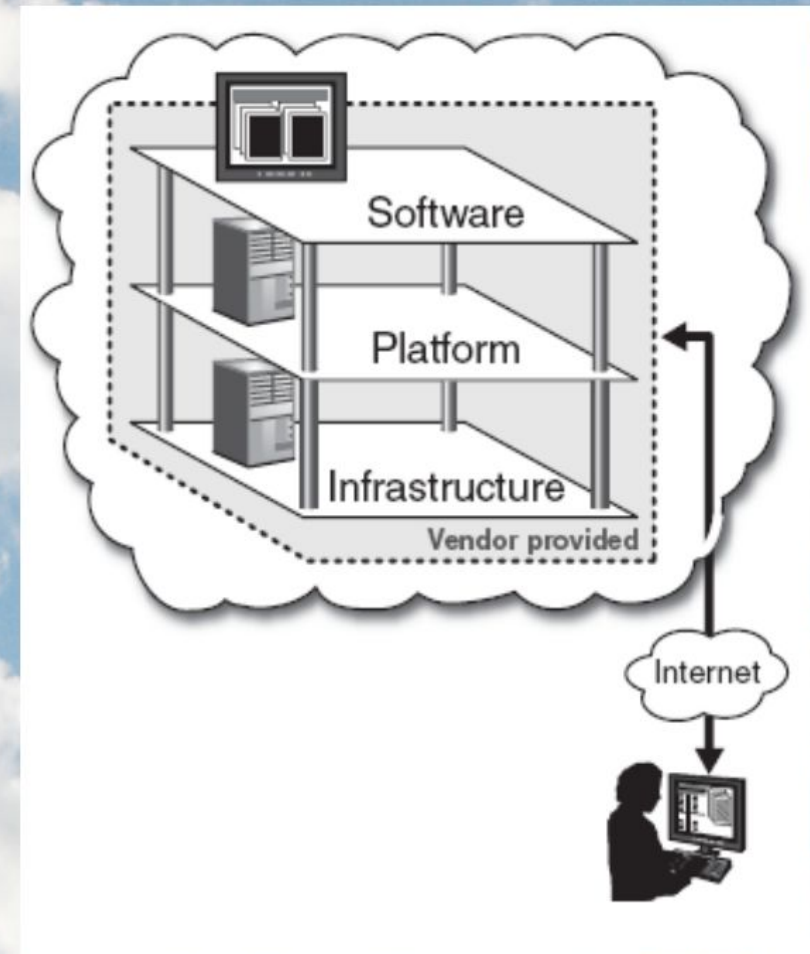 Software
Platform
Infrastructure
Vendor provided
Internet